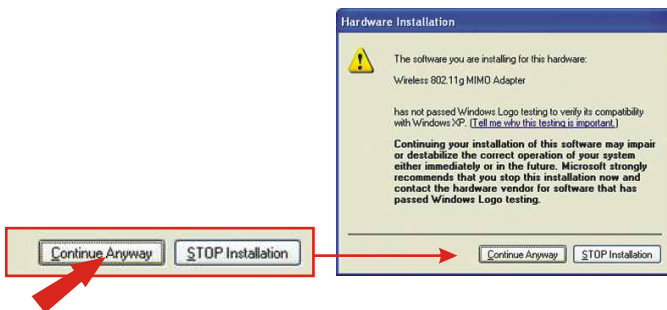 Hardware Installation
The software you are installing for this hardware:
Wireless 802.11g MIMO Adapter
has not passed Windows Logo testing to verify its compatibility
with Windows XP. (Tell me why this testing is important.)
Continuing your installation of this software may impair
or destabilize the correct operation of your system
either immediately or in the future. Microsoft strongly
recommends that you stop this installation now and
contact the hardware vendor for software that has
passed Windows Logo testing.
Continue Anyway STOP Installation
Continue Anyway STOP Installation